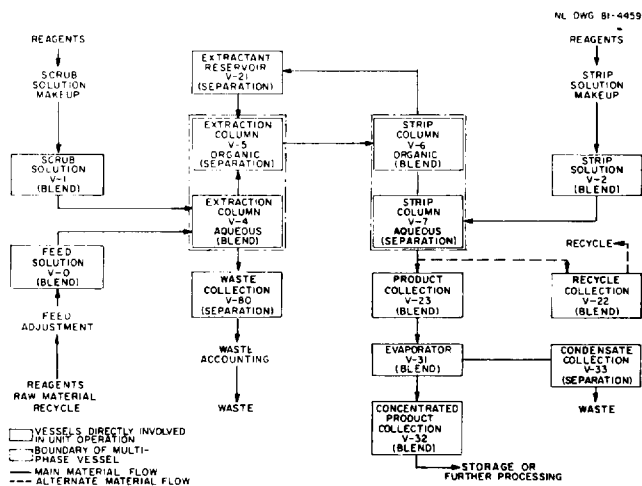 NL DWG 81-4459
REAGENTS
SCRUB
SOLUTION
MAKEUP
SCRUB
SOLUTION
V-1
(BLEND)
FEED
SOLUTION
V-0
(BLEND)
FEED
ADJUSTMENT
REAGENTS
RAW MATERIAL
RECYCLE
EXTRACTANT
RESERVOIR
V-21
(SEPARATION)
EXTRACTION
COLUMN
V-5
ORGANIC
(SEPARATION)
EXTRACTION
COLUMN
V-4
AQUEOUS
(BLEND)
WASTE
COLLECTION
V-80
(SEPARATION)
WASTE
ACCOUNTING
WASTE
STRIP
COLUMN
V-6
ORGANIC
(BLEND)
STRIP
COLUMN
V-7
AQUEOUS
(SEPARATION)
PRODUCT
COLLECTION
V-23
(BLEND)
EVAPORATOR
V-31
(BLEND)
CONCENTRATED
PRODUCT
COLLECTION
V-32
(BLEND)
STORAGE OR
FURTHER PROCESSING
REAGENTS
STRIP
SOLUTION
MAKEUP
STRIP
SOLUTION
V-2
(BLEND)
RECYCLE
RECYCLE
COLLECTION
V-22
(BLEND)
CONDENSATE
COLLECTION
V-33
(SEPARATION)
WASTE
VESSELS DIRECTLY INVOLVED
IN UNIT OPERATION
BOUNDARY OF MULTI-
PHASE VESSEL
MAIN MATERIAL FLOW
ALTERNATE MATERIAL FLOW